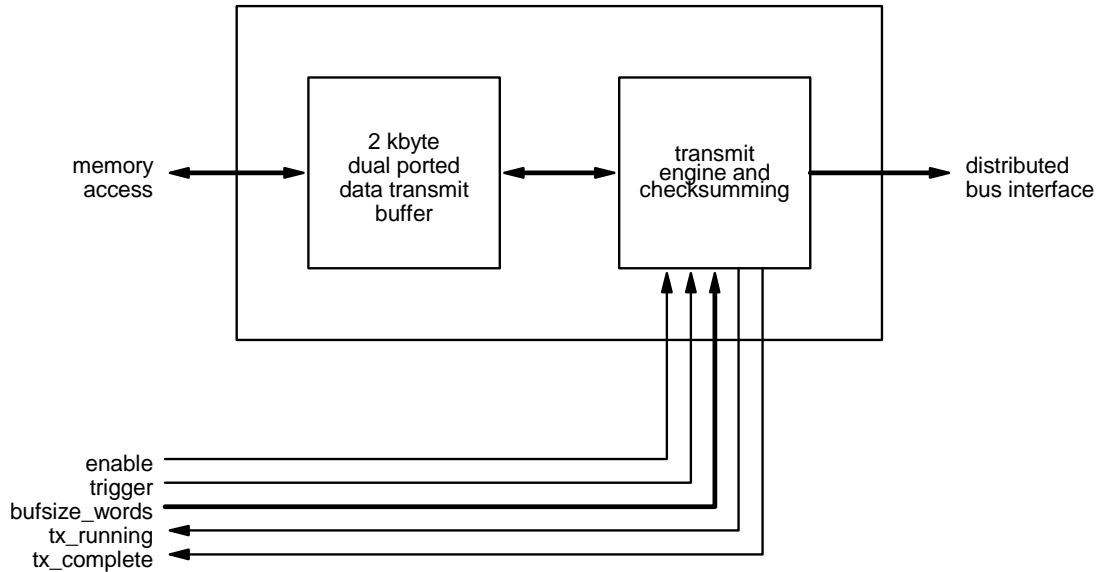 2 kbyte
dual ported
data transmit
buffer
transmit
engine and
checksumming
memory
access
distributed
bus interface
enable
trigger
bufsize_words
tx_running
tx_complete